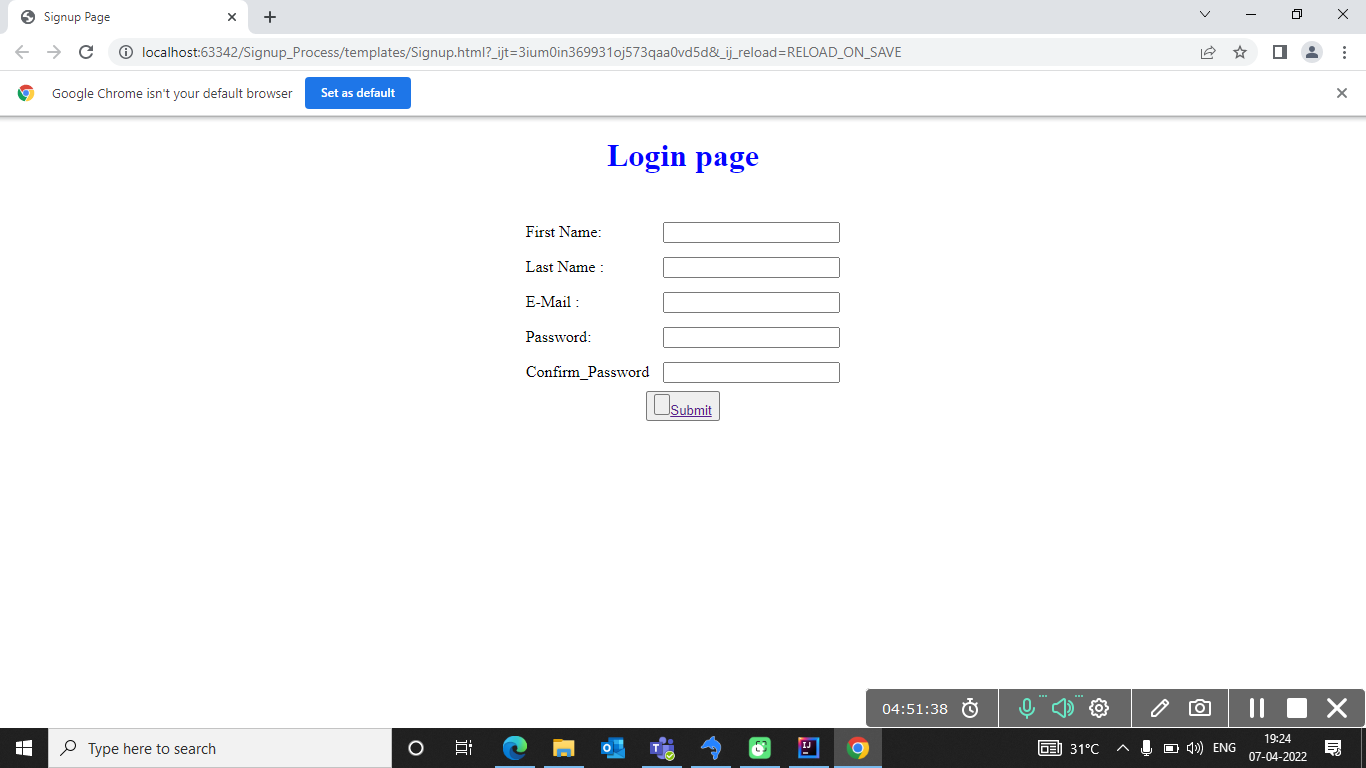 Signup Page
localhost:63342/Signup_Process/templates/Signup.html?_ijt=3ium0in369931oj573qaa0vd5d&_ij_reload=RELOAD_ON_SAVE
Google Chrome isn't your default browser Set as default
Login page
First Name:
Last Name :
E-Mail :
Password:
Confirm_Password
Submit
04:51:38
Type here to search
31°C
ENG
19:24
07-04-2022